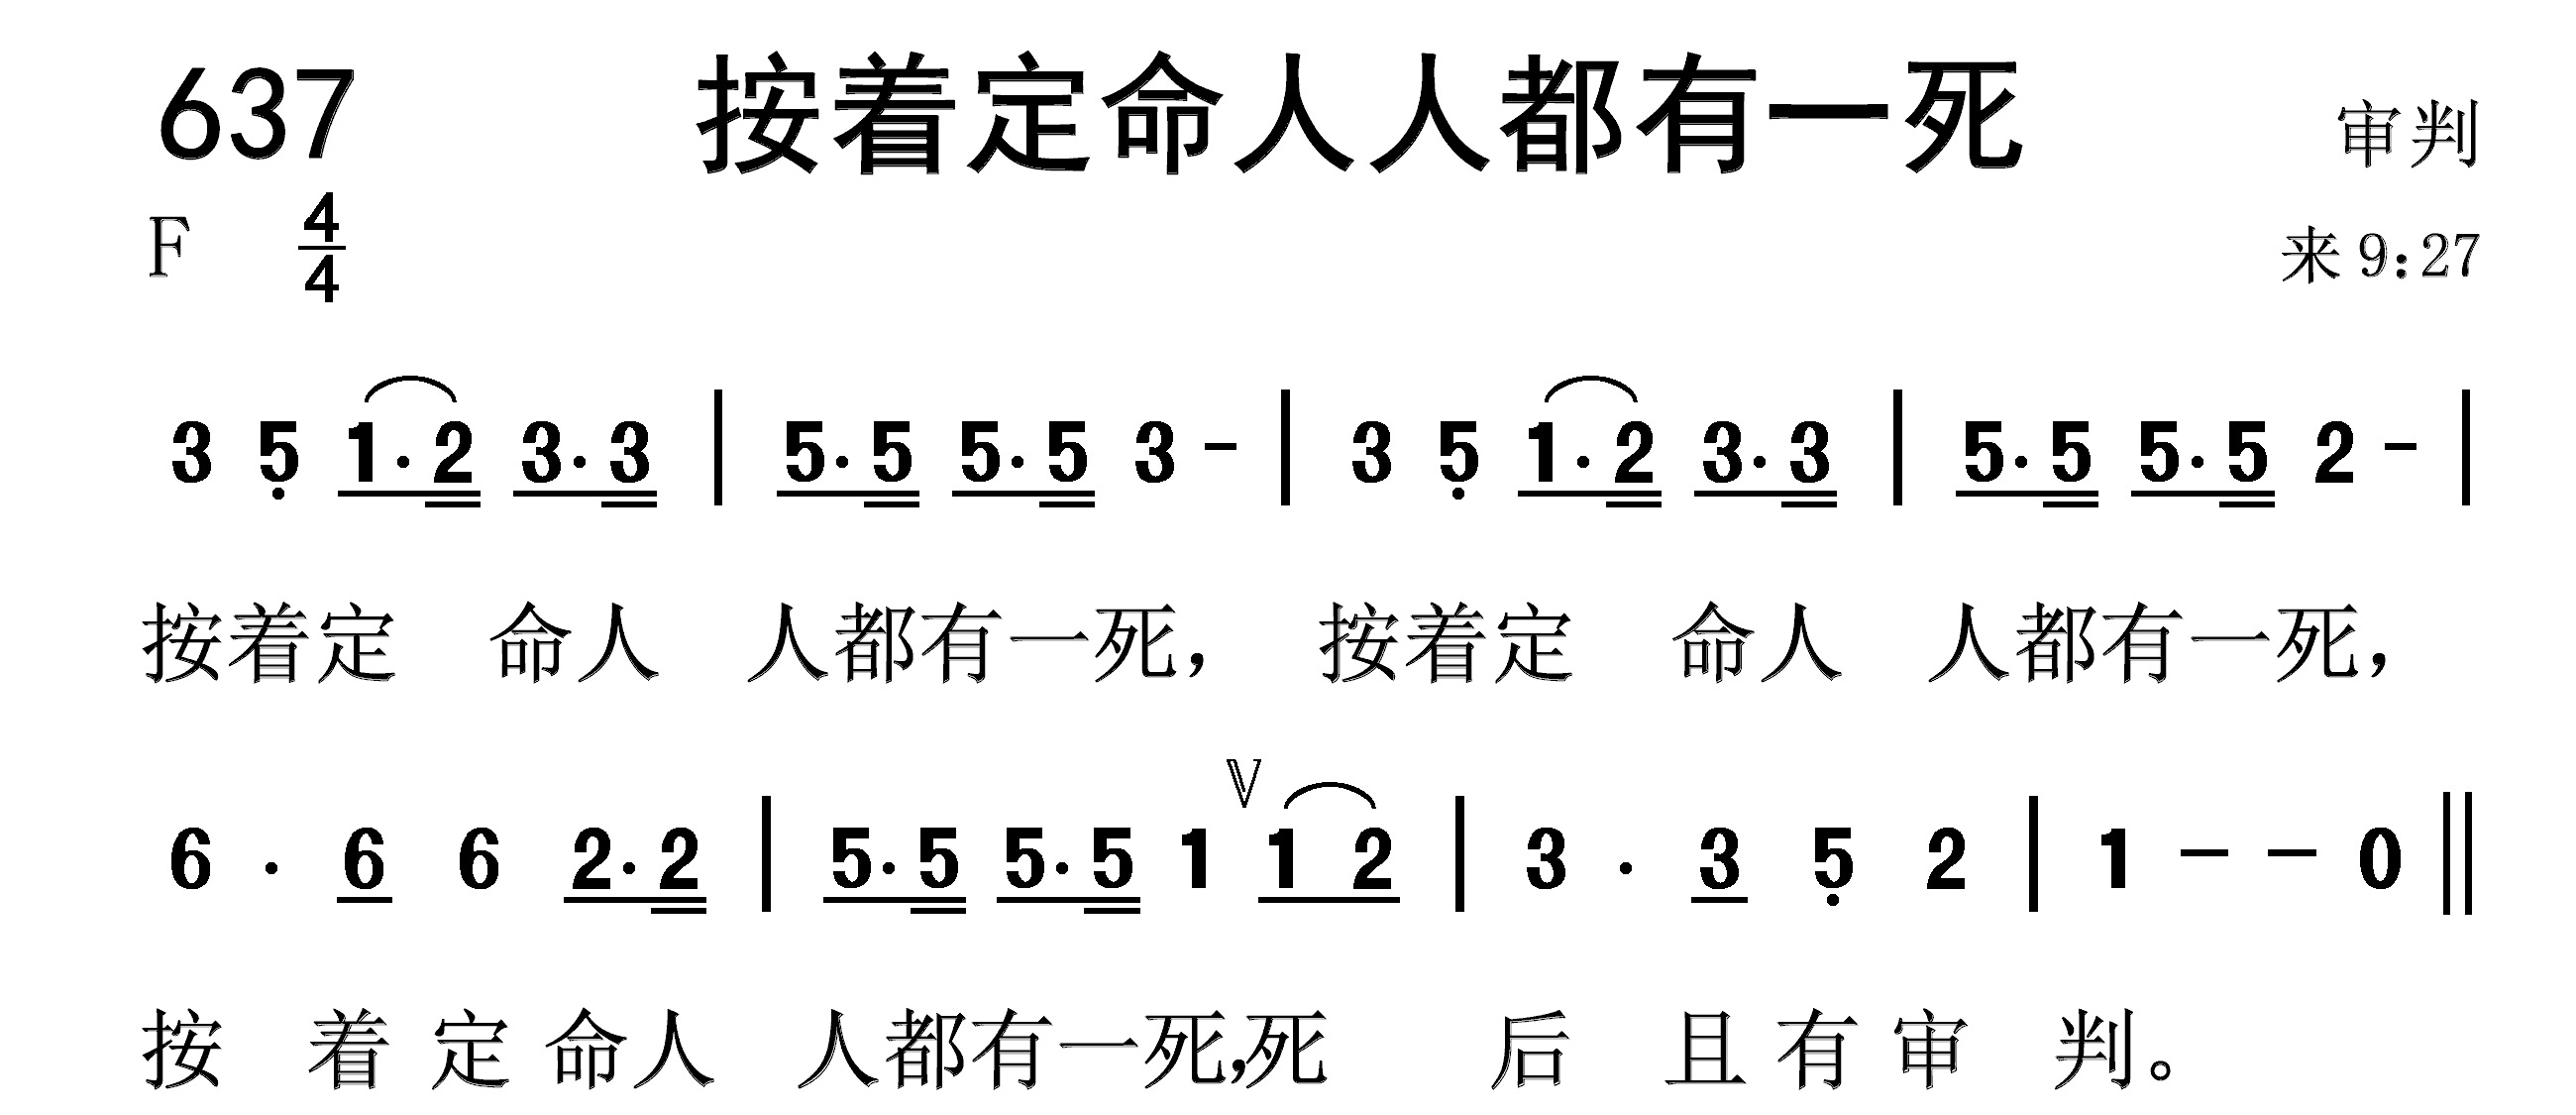 637 按着定命人人都有一死 审判
F 4/4 来 9:27
3 5̣ 1·2 3·3 | 5·5 5·5 3 - | 3 5̣ 1·2 3·3 | 5·5 5·5 2 - |
按着定 命人 人都有一死, 按着定 命人 人都有一死,
6 · 6 6 2·2 | 5·5 5·5 1 V 1 2 | 3 · 3 5̣ 2 | 1 - - 0 ||
按 着 定 命人 人都有一死,死 后 且 有 审 判。